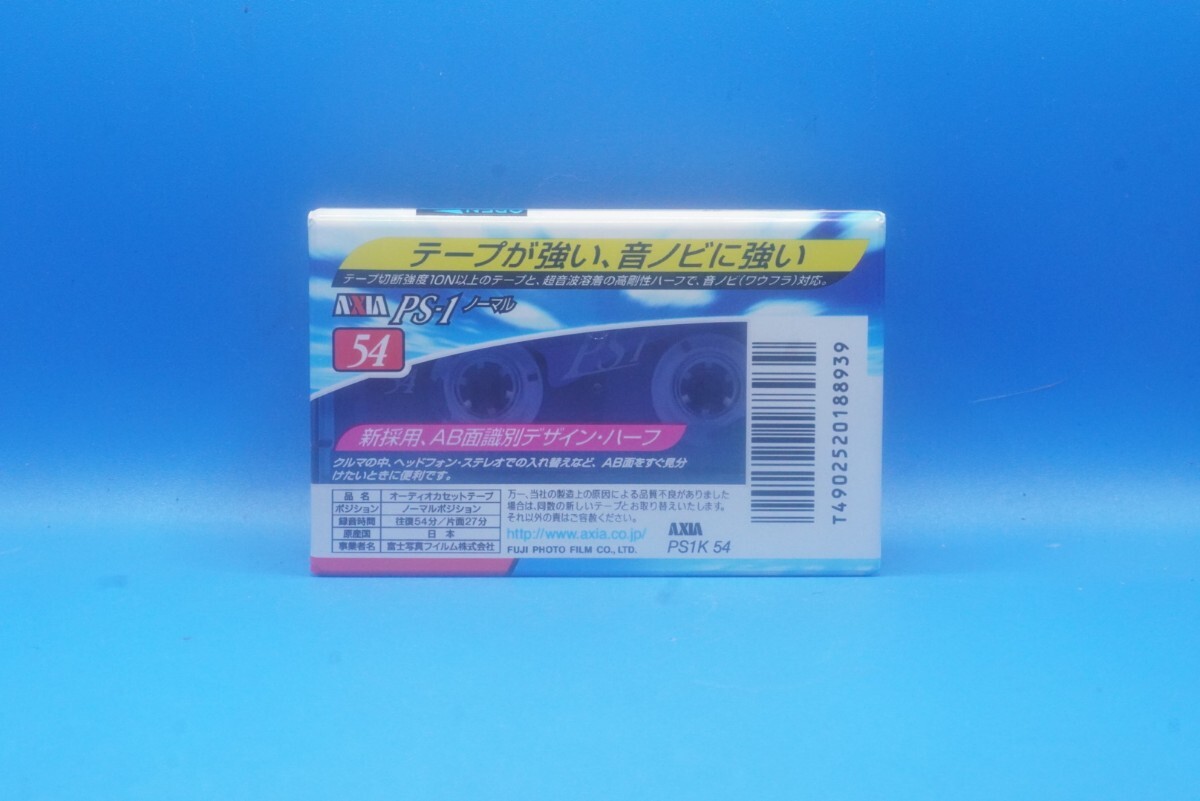 OPEN
テープが強い、音ノビに強い
テープ切断強度10N以上のテープと、超音波溶着の高剛性ハーフで、音ノビ(ワウフラ)対応。
AXIA PS-1 ノーマル
54
PS1
新採用、AB面識別デザイン・ハーフ
クルマの中、ヘッドフォン・ステレオでの入れ替えなど、AB面をすぐ見分
けたいときに便利です。
品名 オーディオカセットテープ
ポジション ノーマルポジション
録音時間 往復54分/片面27分
原産国 日本
事業者名 富士写真フイルム株式会社
万一、当社の製造上の原因による品質不良がありました
場合は、同数の新しいテープとお取り替えいたします。
それ以外の責はご容赦ください。
http://www.axia.co.jp/
FUJI PHOTO FILM CO., LTD.
AXIA
PS1K 54
T4902520188939